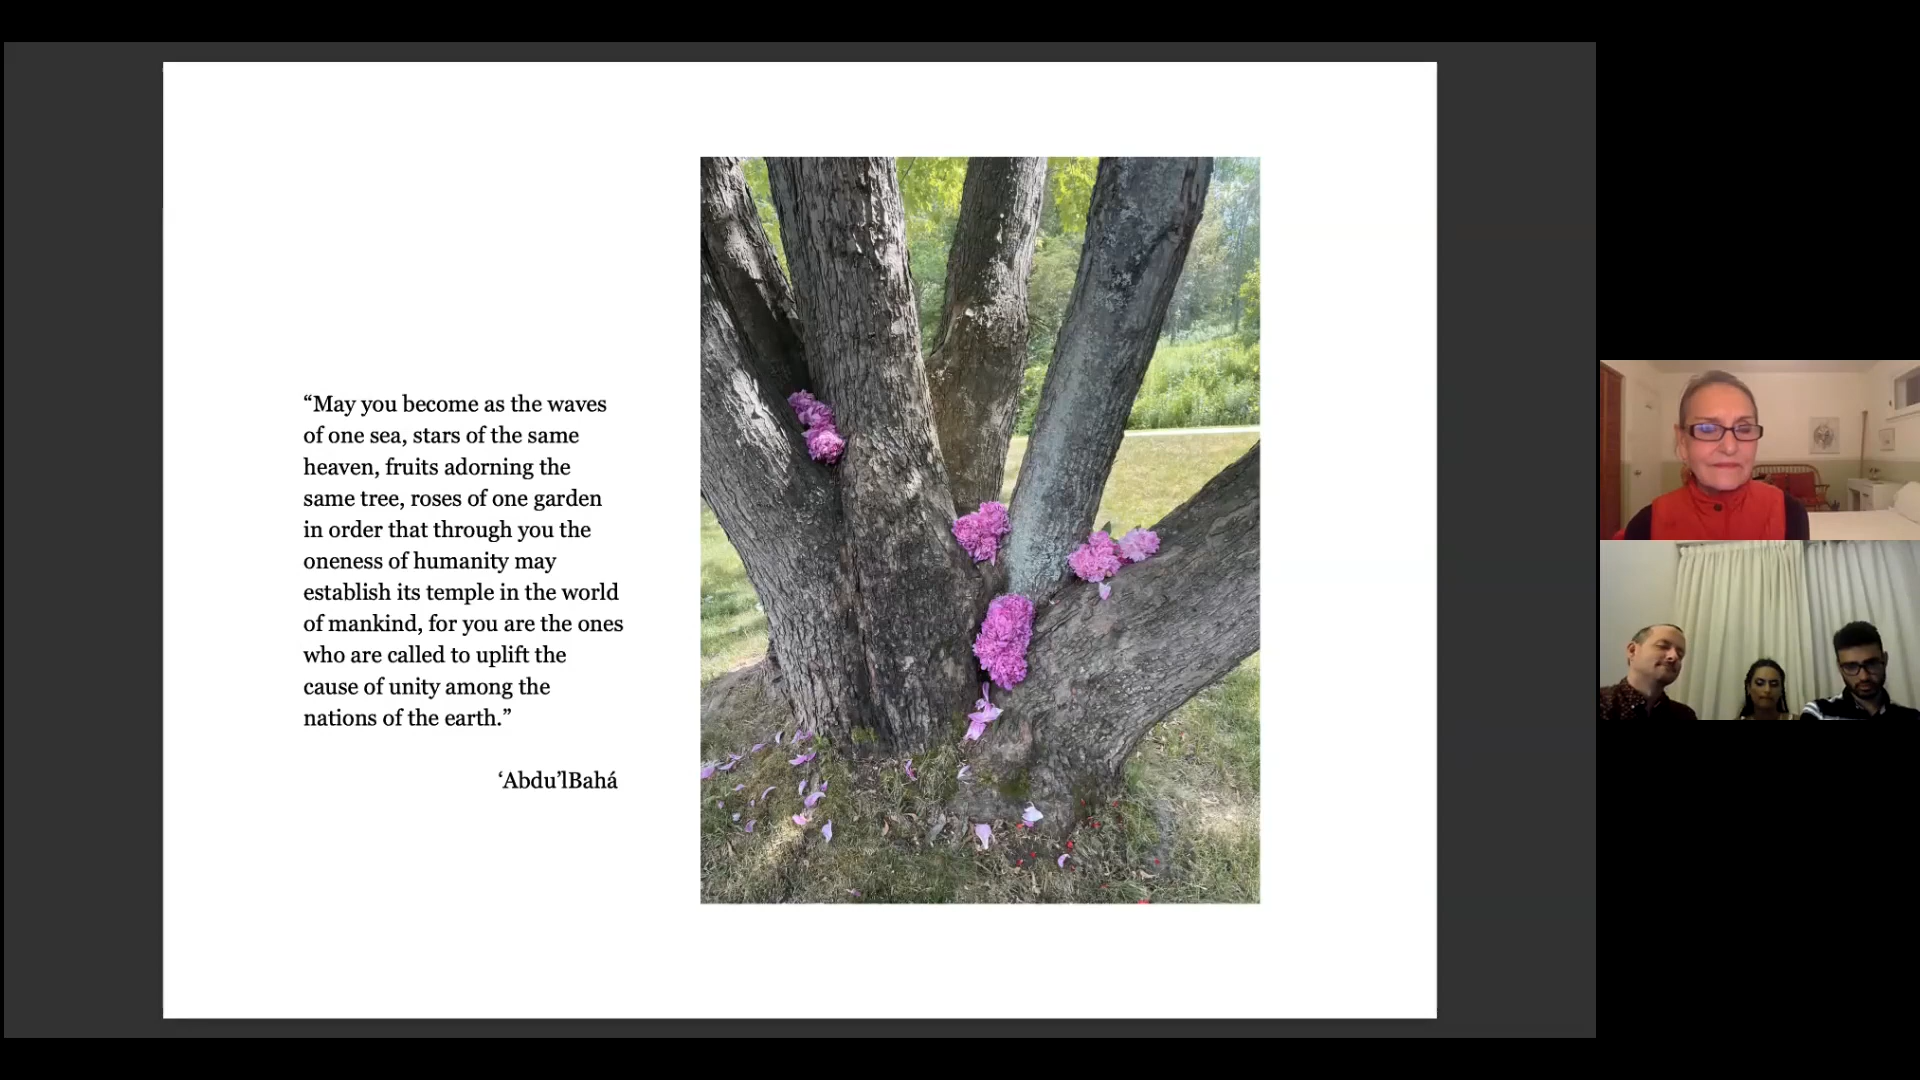 “May you become as the waves
of one sea, stars of the same
heaven, fruits adorning the
same tree, roses of one garden
in order that through you the
oneness of humanity may
establish its temple in the world
of mankind, for you are the ones
who are called to uplift the
cause of unity among the
nations of the earth.”
‘Abdu’lBahá